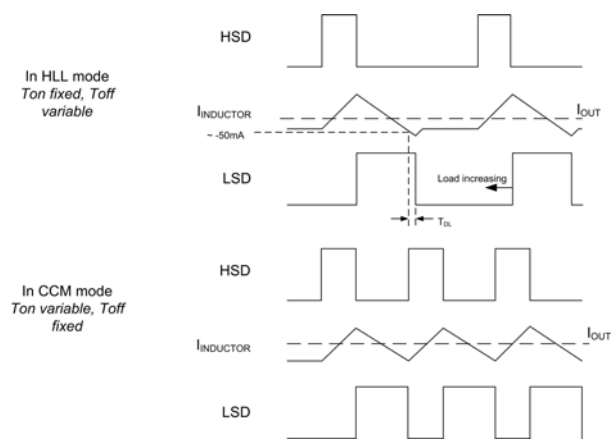 HSD
In HLL mode
Ton fixed, Toff
variable
IINDUCTOR
IOUT
~ -50mA
LSD
Load increasing
TDL
HSD
In CCM mode
Ton variable, Toff
fixed
IINDUCTOR
IOUT
LSD